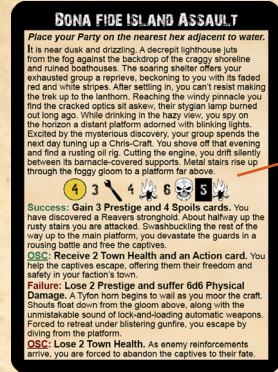 BONA FIDE ISLAND ASSAULT
Place your Party on the nearest hex adjacent to water.
It is near dusk and drizzling. A decrepit lighthouse juts
from the fog against the backdrop of the craggy shoreline
and ruined boathouses. The soaring shelter offers your
exhausted group a reprieve, beckoning to you with its faded
red and white stripes. After settling in, you can't resist making
the trek up to the lanthorn. Reaching the windy pinnacle you
find the cracked optics sit askew, their stygian lamp burned
out long ago. While drinking in the hazy view, you spy on
the horizon a distant platform adorned with blinking lights.
Excited by the mysterious discovery, your group spends the
next day tuning up a Chris-Craft. You shove off that evening
and find a rusting oil rig. Cutting the engine, you drift silently
between its barnacle-covered supports. Metal stairs rise up
through the foggy gloom to a platform far above.
4 3 4 6 5
Success: Gain 3 Prestige and 4 Spoils cards. You
have discovered a Reavers stronghold. About halfway up the
rusty stairs you are attacked. Swashbuckling the rest of the
way up to the main platform, you devastate the guards in a
rousing battle and free the captives.
OSC: Receive 2 Town Health and an Action card. You
help the captives escape, offering them their freedom and
safety in your faction's town.
Failure: Lose 2 Prestige and suffer 6d6 Physical
Damage. A Tyfon horn begins to wail as you moor the craft.
Shouts float down from the gloom above, along with the
unmistakable sound of lock-and-loading automatic weapons.
Forced to retreat under blistering gunfire, you escape by
diving from the platform.
OSC: Lose 2 Town Health. As enemy reinforcements
arrive, you are forced to abandon the captives to their fate.